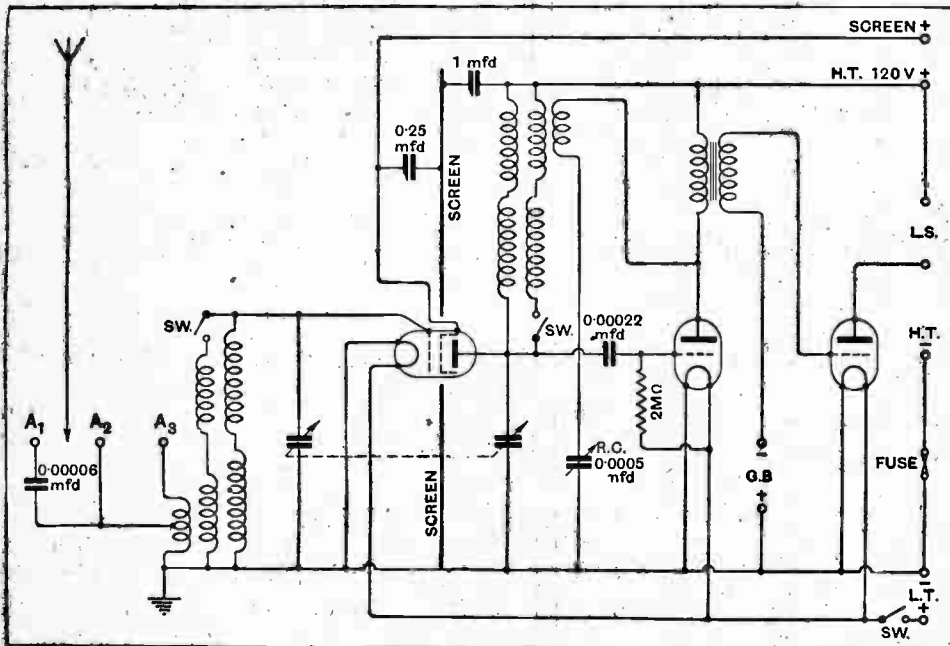 SCREEN +
H.T. 120 V +
1 mfd
0·25
mfd
SCREEN
L.S.
SW.
SW.
0·00022
mfd
H.T.
−
2MΩ
A1
A2
A3
0·00006
mfd
R.C.
0·0005
mfd
SCREEN
−
G.B
+
FUSE
−
L.T.
+
SW.